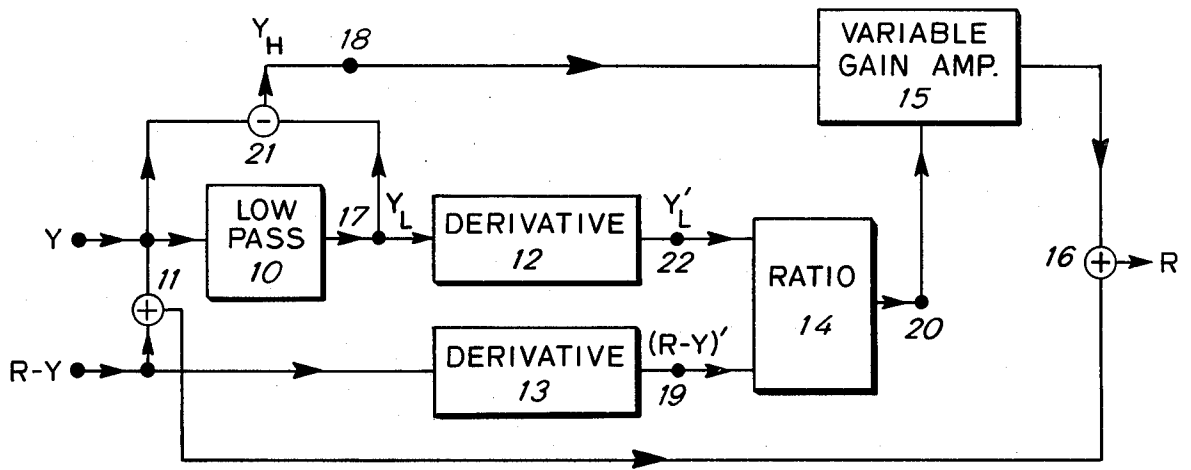 Y_H
18
VARIABLE
GAIN AMP.
15
-
21
Y
LOW
PASS
10
17
Y_L
DERIVATIVE
12
Y_L'
22
RATIO
14
20
16
+
R
11
+
R-Y
DERIVATIVE
13
(R-Y)'
19